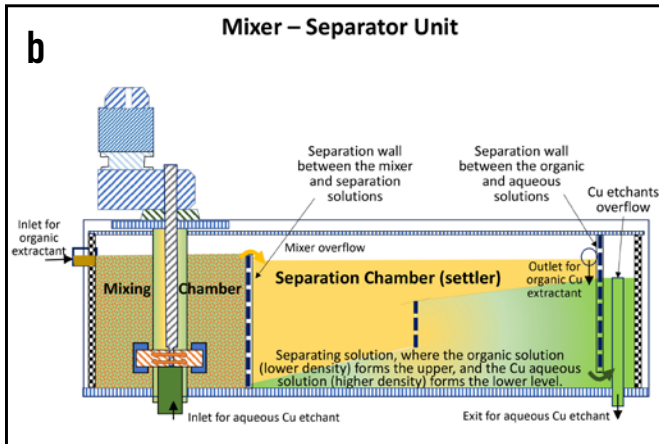 Mixer – Separator Unit
b
Separation wall
between the mixer
and separation
solutions
Separation wall
between the organic
and aqueous
solutions
Cu etchants
overflow
Inlet for
organic
extractant
Mixer overflow
Mixing Chamber
Separation Chamber (settler)
Outlet for
organic Cu
extractant
Separating solution, where the organic solution
(lower density) forms the upper, and the Cu aqueous
solution (higher density) forms the lower level.
Inlet for aqueous Cu etchant
Exit for aqueous Cu etchant